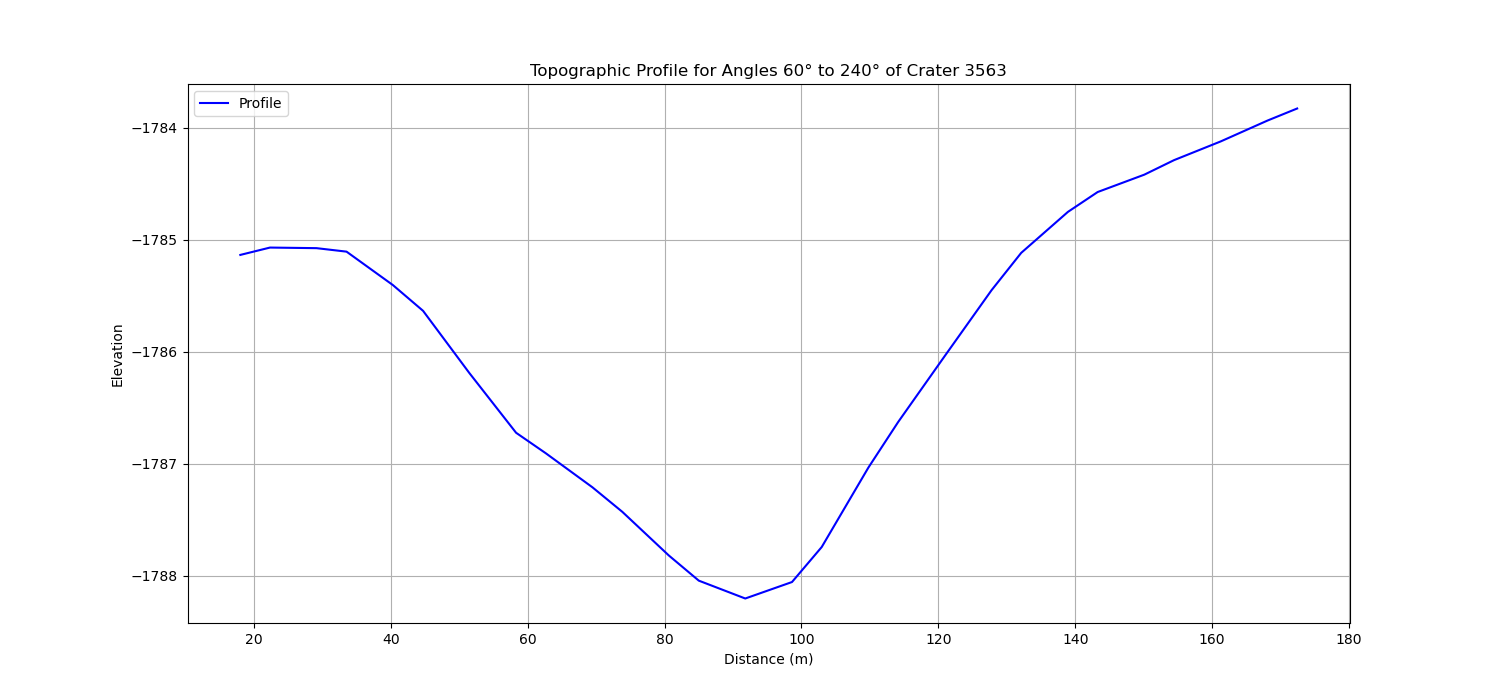 Topographic Profile for Angles 60° to 240° of Crater 3563
Profile
−1784
−1785
−1786
−1787
−1788
Elevation
20 40 60 80 100 120 140 160 180
Distance (m)